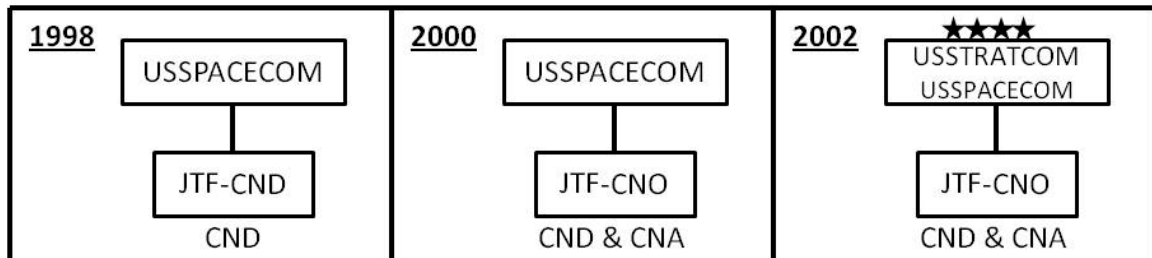 1998
USSPACECOM
JTF-CND
CND
2000
USSPACECOM
JTF-CNO
CND & CNA
2002
USSTRATCOM
USSPACECOM
JTF-CNO
CND & CNA